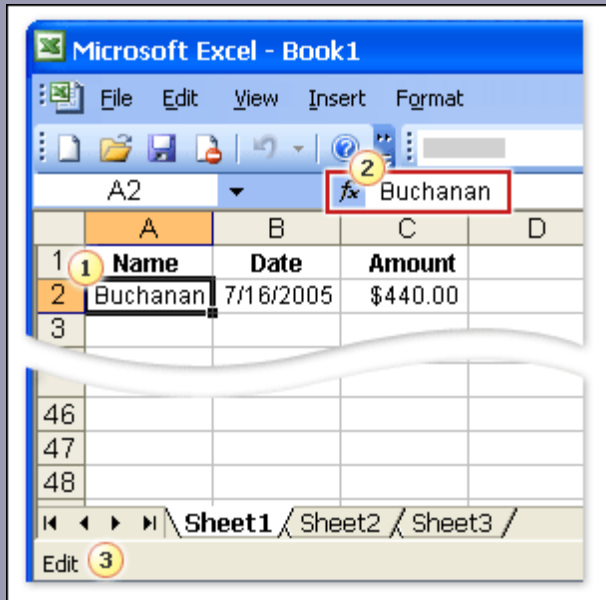 Microsoft Excel - Book1
File Edit View Insert Format
2
A2 fx Buchanan
A B C D
1 1 Name Date Amount
2 Buchanan 7/16/2005 $440.00
3
46
47
48
Sheet1 Sheet2 Sheet3
Edit 3